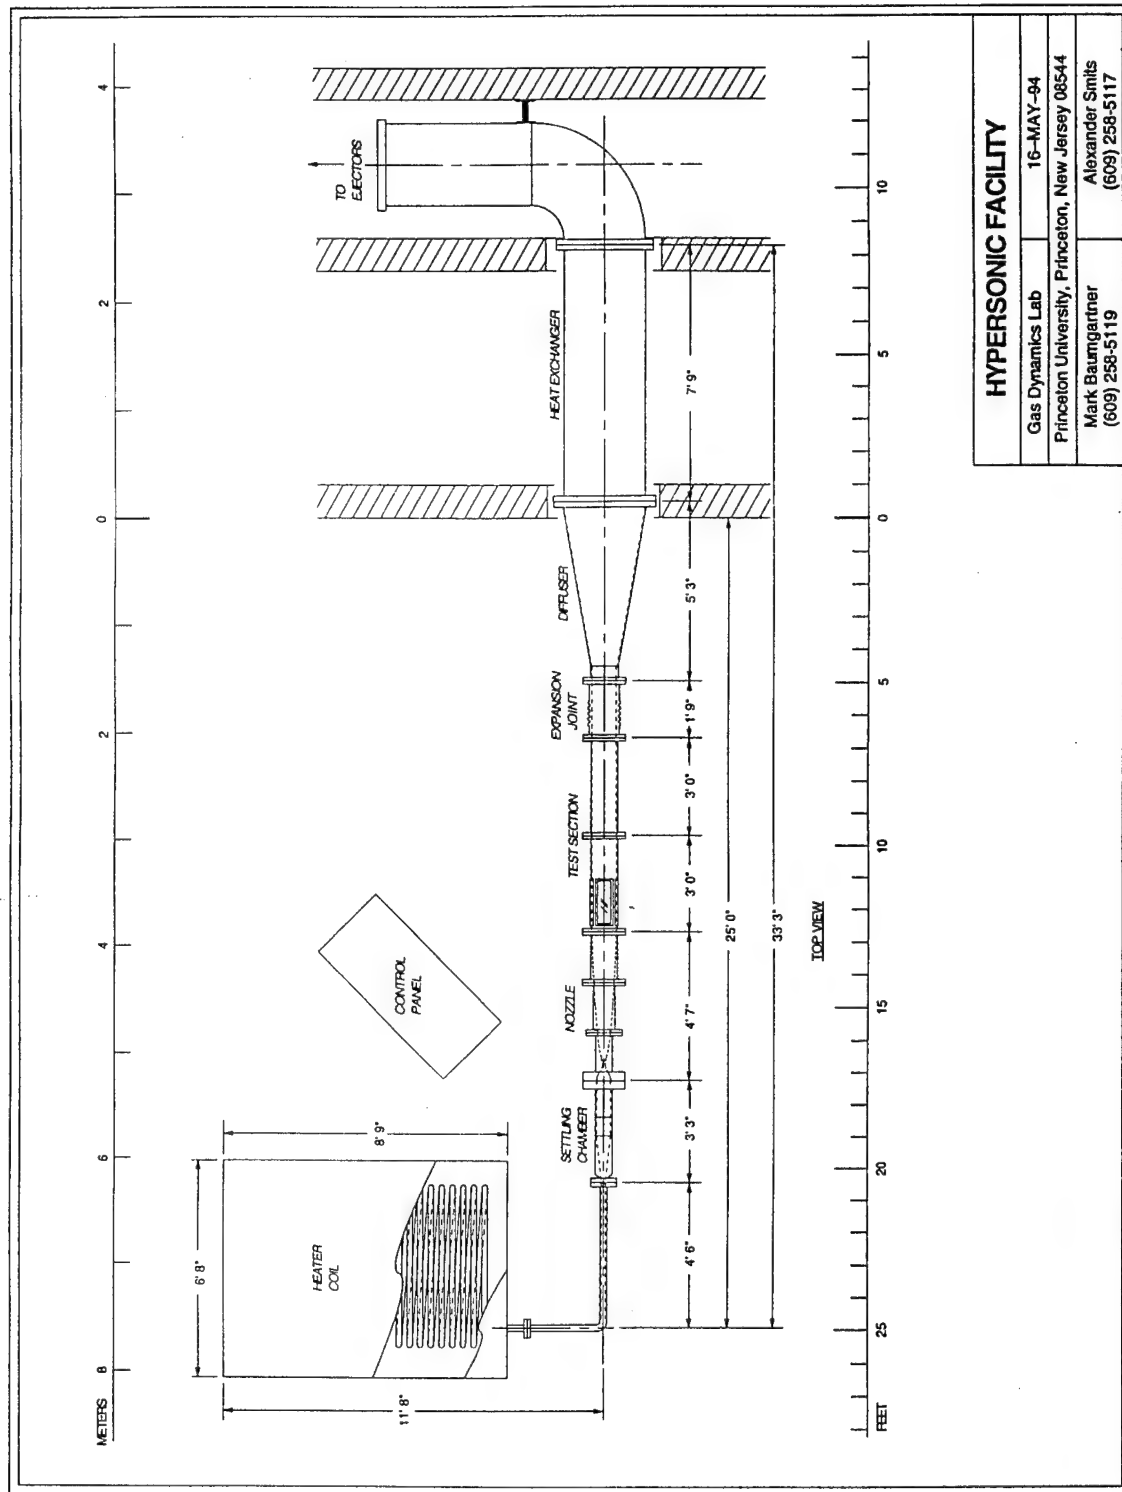 METERS
8
6
4
2
0
2
4
6' 8"
8' 9"
11' 8"
HEATER
COIL
CONTROL
PANEL
TO
EJECTORS
SETTLING
CHAMBER
NOZZLE
TEST SECTION
EXPANSION
JOINT
DIFFUSER
HEAT EXCHANGER
4' 6"
3' 3"
4' 7"
3' 0"
3' 0"
1' 9"
5' 3"
7' 9"
25' 0"
33' 3"
TOP VIEW
FEET
25
20
15
10
5
0
5
10
HYPERSONIC FACILITY
Gas Dynamics Lab
16-MAY-94
Princeton University, Princeton, New Jersey 08544
Mark Baumgartner
(609) 258-5119
Alexander Smits
(609) 258-5117